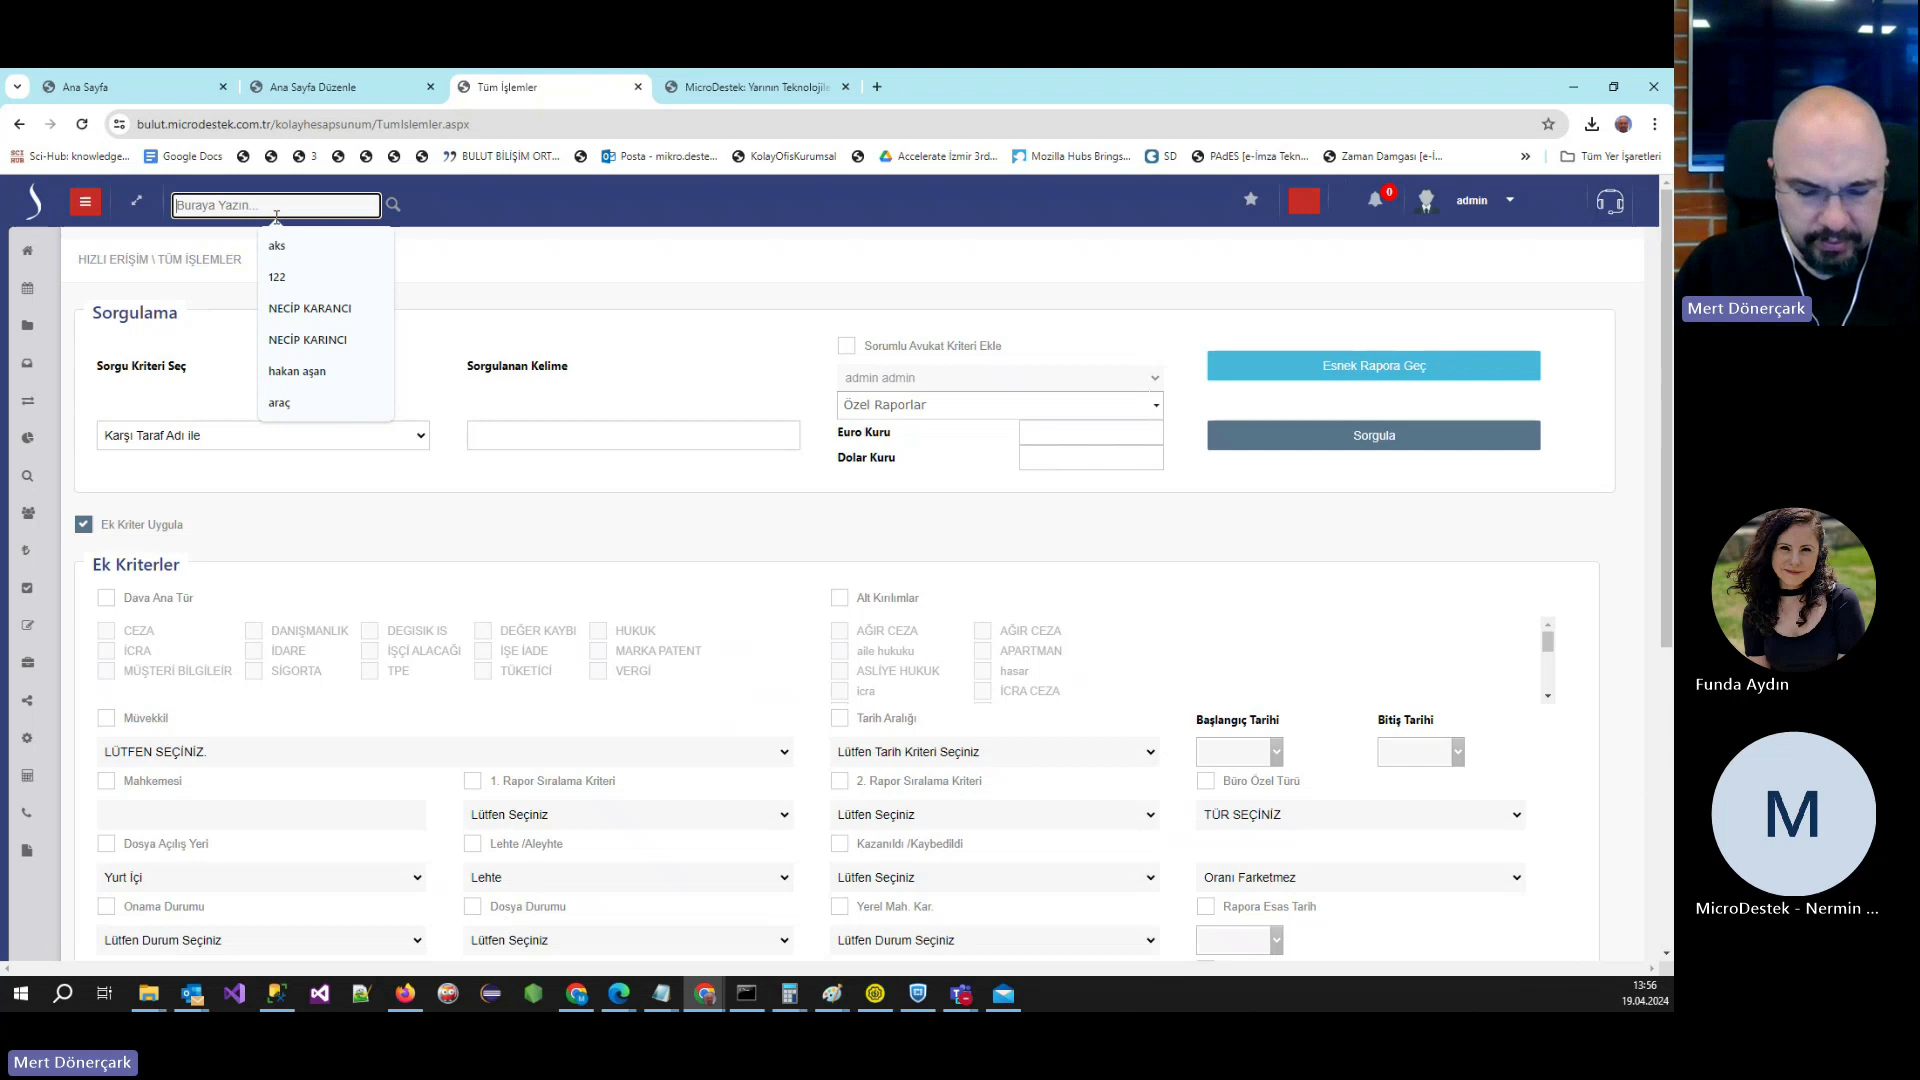 Ana Sayfa
Ana Sayfa Düzenle
Tüm İşlemler
MicroDestek: Yarının Teknolojile
bulut.microdestek.com.tr/kolayhesapsunum/TumIslemler.aspx
SCI HUB Sci-Hub: knowledge...
Google Docs
3
BULUT BİLİŞİM ORT...
Posta - mikro.deste...
KolayOfisKurumsal
Accelerate İzmir 3rd...
Mozilla Hubs Brings...
SD
PAdES [e-İmza Tekn...
Zaman Damgası [e-İ...
Tüm Yer İşaretleri
Buraya Yazın...
0
admin
aks
122
NECİP KARANCI
NECİP KARINCI
hakan aşan
araç
HIZLI ERİŞİM \ TÜM İŞLEMLER
Sorgulama
Sorgu Kriteri Seç
Sorgulanan Kelime
Sorumlu Avukat Kriteri Ekle
admin admin
Özel Raporlar
Esnek Rapora Geç
Karşı Taraf Adı ile
Euro Kuru
Dolar Kuru
Sorgula
Ek Kriter Uygula
Ek Kriterler
Dava Ana Tür
Alt Kırılımlar
CEZA
DANIŞMANLIK
DEGISIK IS
DEĞER KAYBI
HUKUK
AĞIR CEZA
AĞIR CEZA
İCRA
İDARE
İŞÇİ ALACAĞI
İŞE İADE
MARKA PATENT
aile hukuku
APARTMAN
MÜŞTERİ BİLGİLEİR
SİGORTA
TPE
TÜKETİCİ
VERGİ
ASLİYE HUKUK
hasar
icra
İCRA CEZA
Müvekkil
Tarih Aralığı
Başlangıç Tarihi
Bitiş Tarihi
LÜTFEN SEÇİNİZ.
Lütfen Tarih Kriteri Seçiniz
Mahkemesi
1. Rapor Sıralama Kriteri
2. Rapor Sıralama Kriteri
Büro Özel Türü
Lütfen Seçiniz
Lütfen Seçiniz
TÜR SEÇİNİZ
Dosya Açılış Yeri
Lehte /Aleyhte
Kazanıldı /Kaybedildi
Yurt İçi
Lehte
Lütfen Seçiniz
Oranı Farketmez
Onama Durumu
Dosya Durumu
Yerel Mah. Kar.
Rapora Esas Tarih
Lütfen Durum Seçiniz
Lütfen Seçiniz
Lütfen Durum Seçiniz
13:56
19.04.2024
Mert Dönerçark
Funda Aydın
M
MicroDestek - Nermin ...
Mert Dönerçark